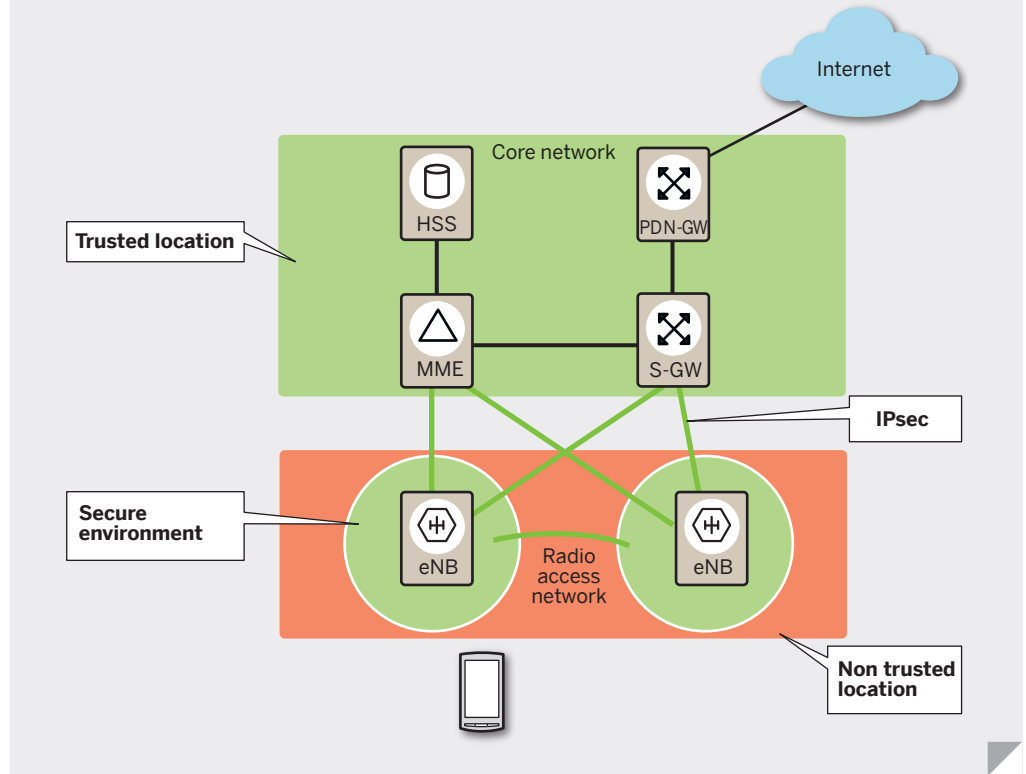 Internet
Core network
HSS
PDN-GW
Trusted location
MME
S-GW
IPsec
Secure
environment
eNB
Radio
access
network
eNB
Non trusted
location